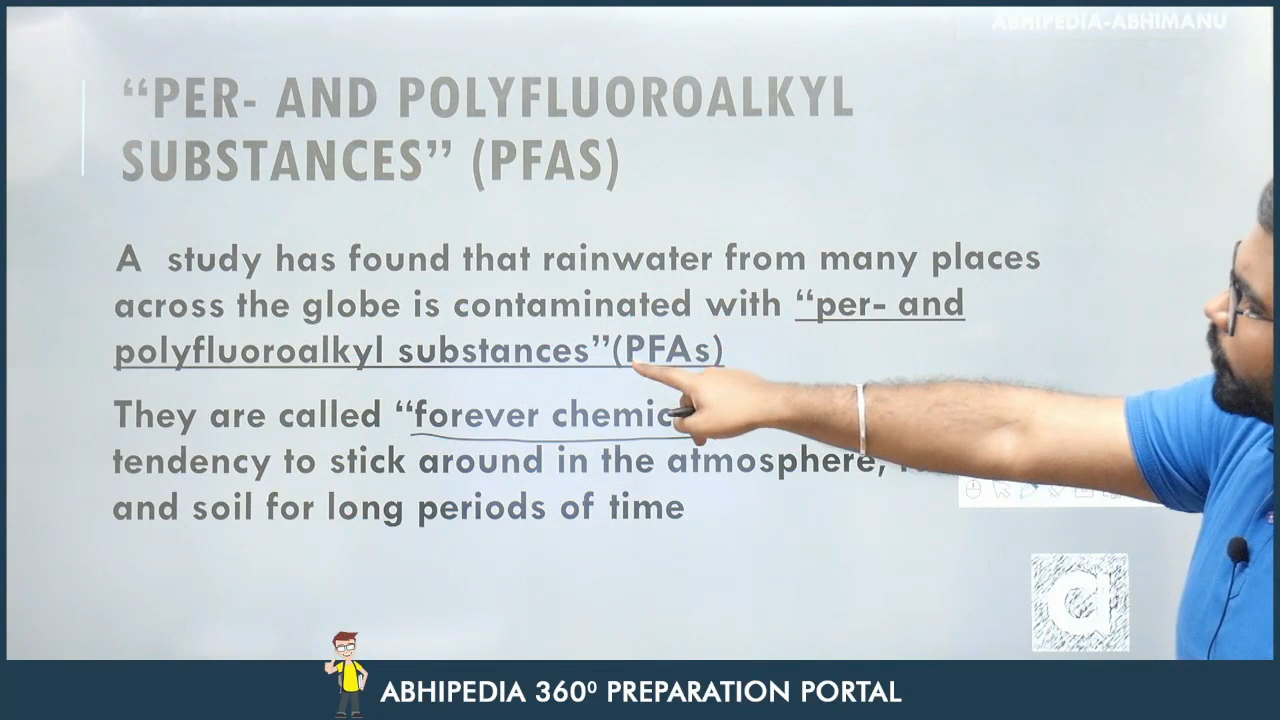 ABHIPEDIA-ABHIMANU
“PER- AND POLYFLUOROALKYL
SUBSTANCES” (PFAS)
A study has found that rainwater from many places
across the globe is contaminated with “per- and
polyfluoroalkyl substances”(PFAs)
They are called “forever chemic
tendency to stick around in the atmosphere,
and soil for long periods of time
a
ABHIPEDIA 360⁰ PREPARATION PORTAL